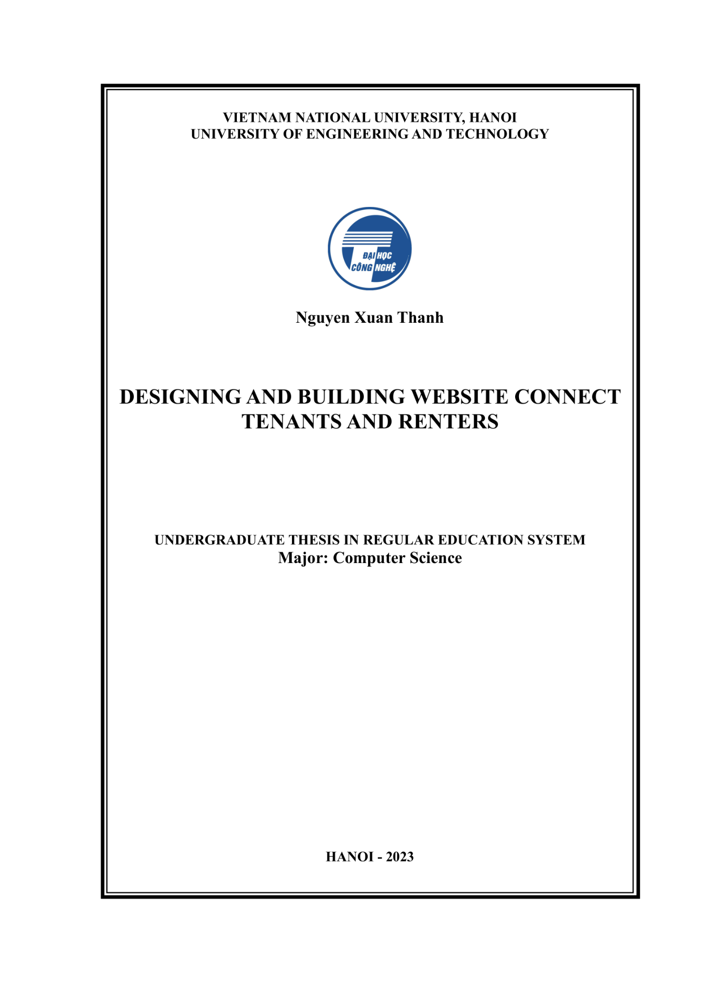 VIETNAM NATIONAL UNIVERSITY, HANOI
UNIVERSITY OF ENGINEERING AND TECHNOLOGY
ĐẠI HỌC
CÔNG NGHỆ
Nguyen Xuan Thanh
DESIGNING AND BUILDING WEBSITE CONNECT
TENANTS AND RENTERS
UNDERGRADUATE THESIS IN REGULAR EDUCATION SYSTEM
Major: Computer Science
HANOI - 2023